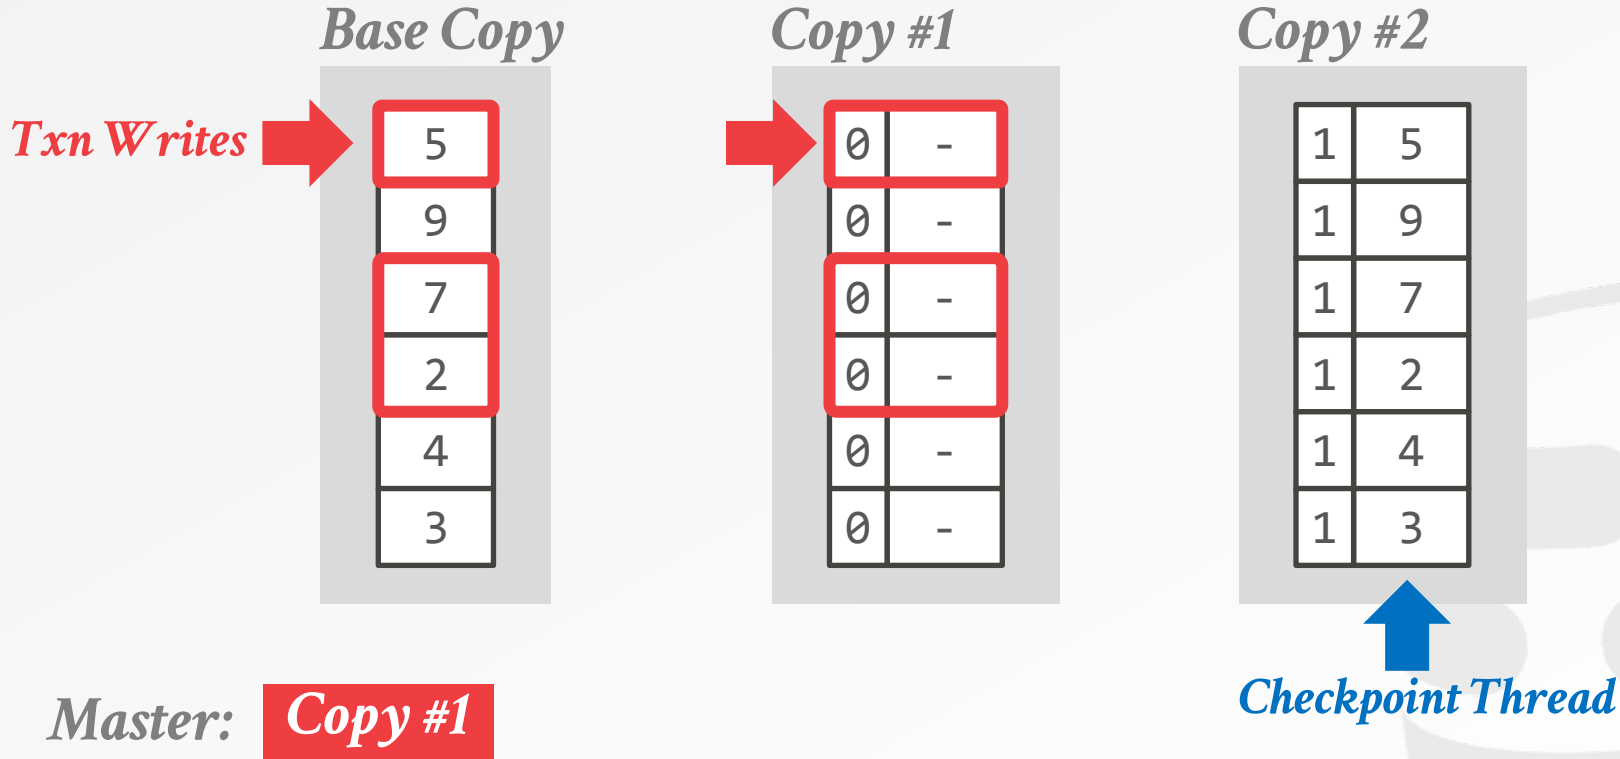 Base Copy Copy #1 Copy #2
Txn Writes 5 0 - 1 5
9 0 - 1 9
7 0 - 1 7
2 0 - 1 2
4 0 - 1 4
3 0 - 1 3
Checkpoint Thread
Master: Copy #1